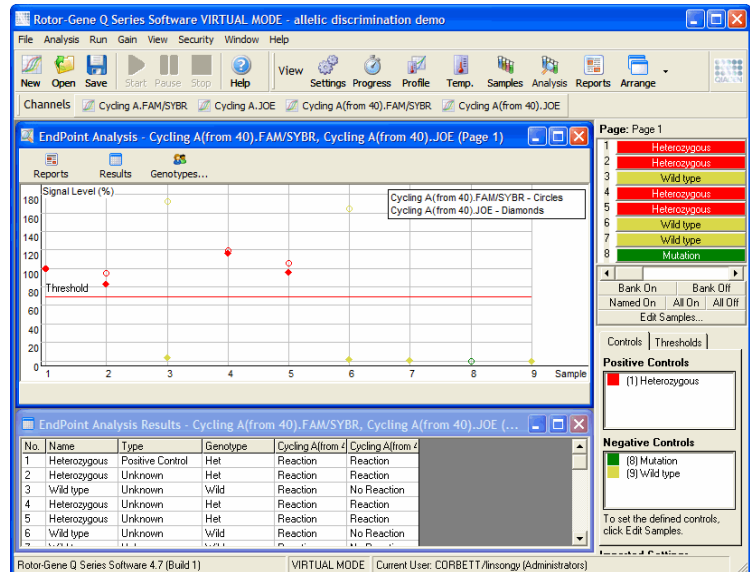 Rotor-Gene Q Series Software VIRTUAL MODE - allelic discrimination demo
File Analysis Run Gain View Security Window Help
New Open Save Start Pause Stop Help View Settings Progress Profile Temp. Samples Analysis Reports Arrange
QIAGEN
Channels Cycling A.FAM/SYBR Cycling A.JOE Cycling A(from 40).FAM/SYBR Cycling A(from 40).JOE
EndPoint Analysis - Cycling A(from 40).FAM/SYBR, Cycling A(from 40).JOE (Page 1)
Reports Results Genotypes...
Signal Level (%)
Cycling A(from 40).FAM/SYBR - Circles
Cycling A(from 40).JOE - Diamonds
180
160
140
120
100
80
Threshold
60
40
20
0
1 2 3 4 5 6 7 8 9 Sample
EndPoint Analysis Results - Cycling A(from 40).FAM/SYBR, Cycling A(from 40).JOE (...
No. Name Type Genotype Cycling A(from 4 Cycling A(from 4
1 Heterozygous Positive Control Het Reaction Reaction
2 Heterozygous Unknown Het Reaction Reaction
3 Wild type Unknown Wild Reaction No Reaction
4 Heterozygous Unknown Het Reaction Reaction
5 Heterozygous Unknown Het Reaction Reaction
6 Wild type Unknown Wild Reaction No Reaction
Page: Page 1
1 Heterozygous
2 Heterozygous
3 Wild type
4 Heterozygous
5 Heterozygous
6 Wild type
7 Wild type
8 Mutation
Bank On Bank Off
Named On All On All Off
Edit Samples...
Controls Thresholds
Positive Controls
(1) Heterozygous
Negative Controls
(8) Mutation
(9) Wild type
To set the defined controls,
click Edit Samples.
Imported Settings
Rotor-Gene Q Series Software 4.7 (Build 1) VIRTUAL MODE Current User: CORBETT/linsongy (Administrators)